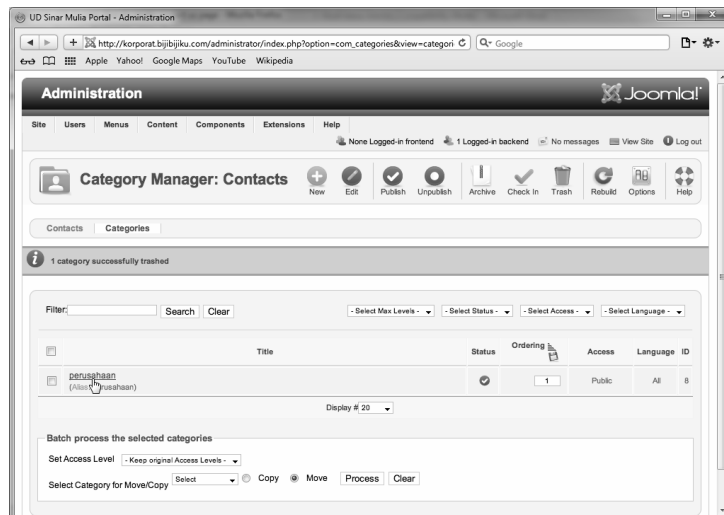 UD Sinar Mulia Portal - Administration
http://korporat.bijibijiku.com/administrator/index.php?option=com_categories&view=categori
Google
Apple Yahoo! Google Maps YouTube Wikipedia
Administration
Joomla!
Site Users Menus Content Components Extensions Help
None Logged-in frontend 1 Logged-in backend No messages View Site Log out
Category Manager: Contacts
New Edit Publish Unpublish Archive Check In Trash Rebuild Options Help
Contacts Categories
1 category successfully trashed
Filter: Search Clear - Select Max Levels - - Select Status - - Select Access - - Select Language -
Title Status Ordering Access Language ID
perusahaan 1 Public All 8
Display # 20
Batch process the selected categories
Set Access Level - Keep original Access Levels -
Select Category for Move/Copy Select Copy Move Process Clear